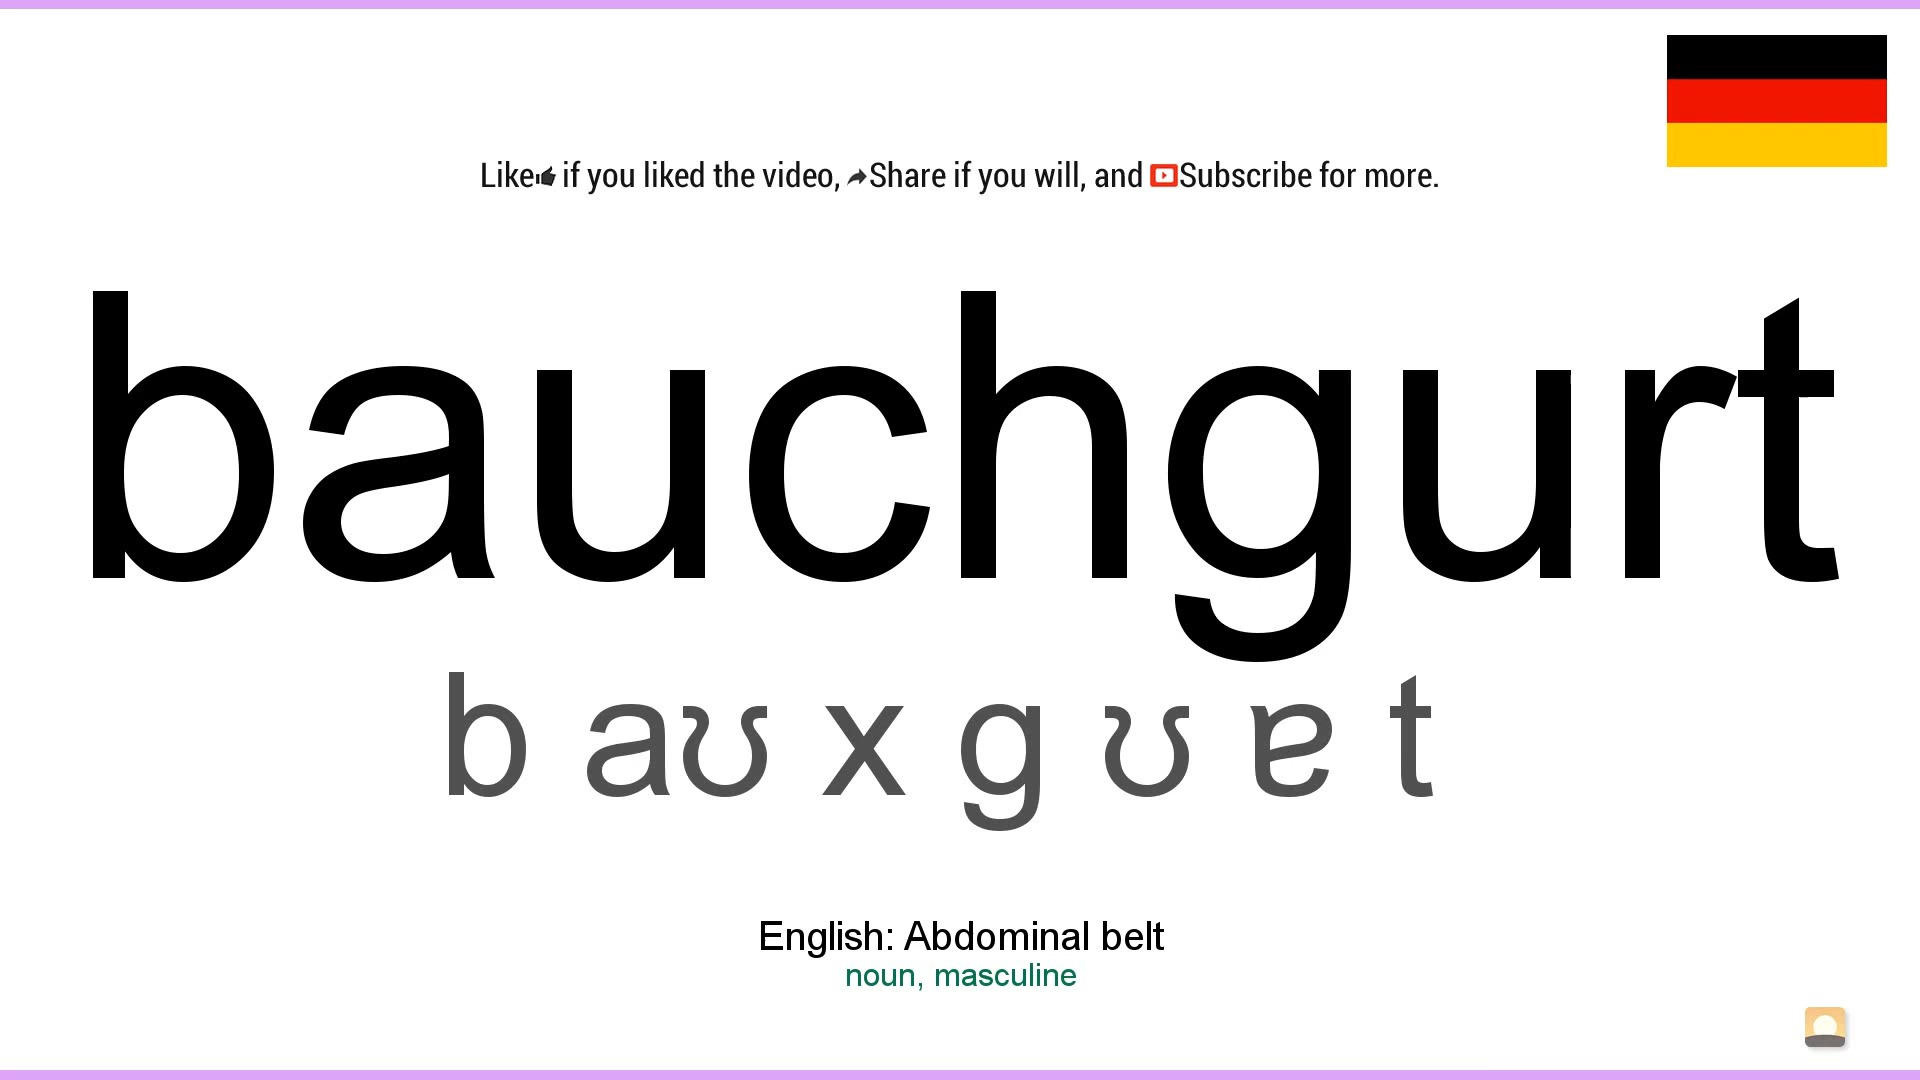 Like if you liked the video, Share if you will, and Subscribe for more.
bauchgurt
b aʊ x g ʊ ɐ t
English: Abdominal belt
noun, masculine